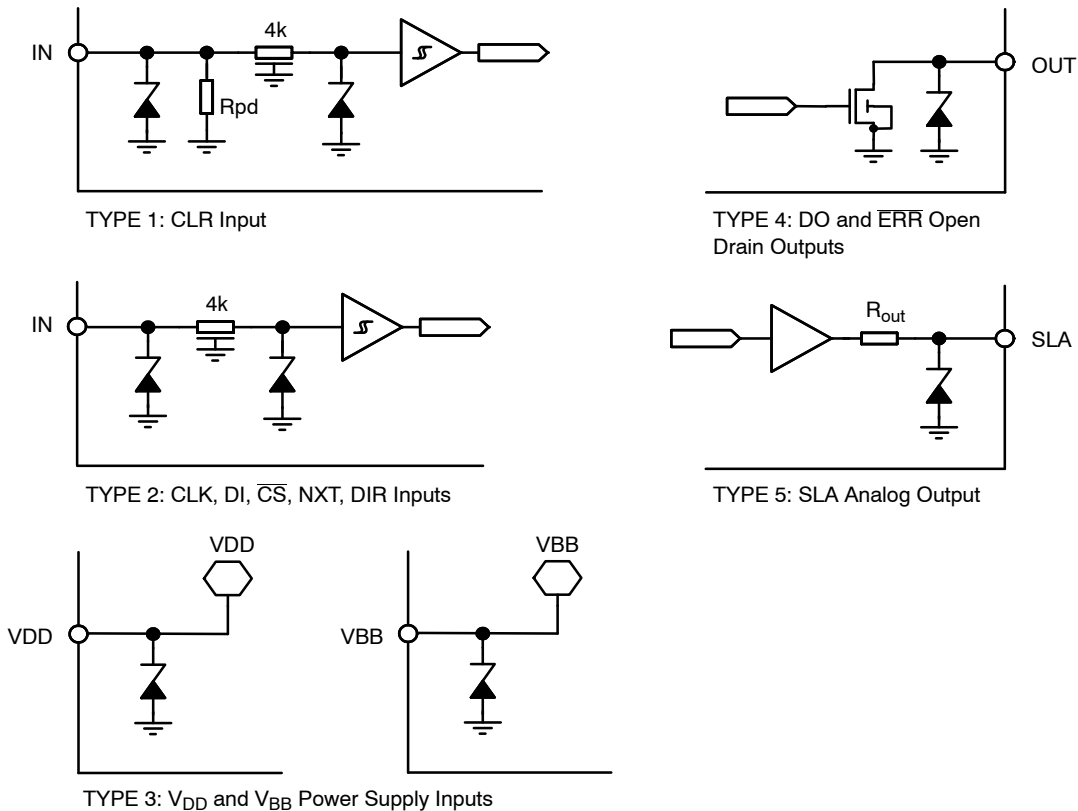 4k
IN
Rpd
TYPE 1: CLR Input
OUT
TYPE 4: DO and ERR Open
Drain Outputs
4k
IN
TYPE 2: CLK, DI, CS, NXT, DIR Inputs
Rout
SLA
TYPE 5: SLA Analog Output
VDD
VDD
VBB
VBB
TYPE 3: VDD and VBB Power Supply Inputs